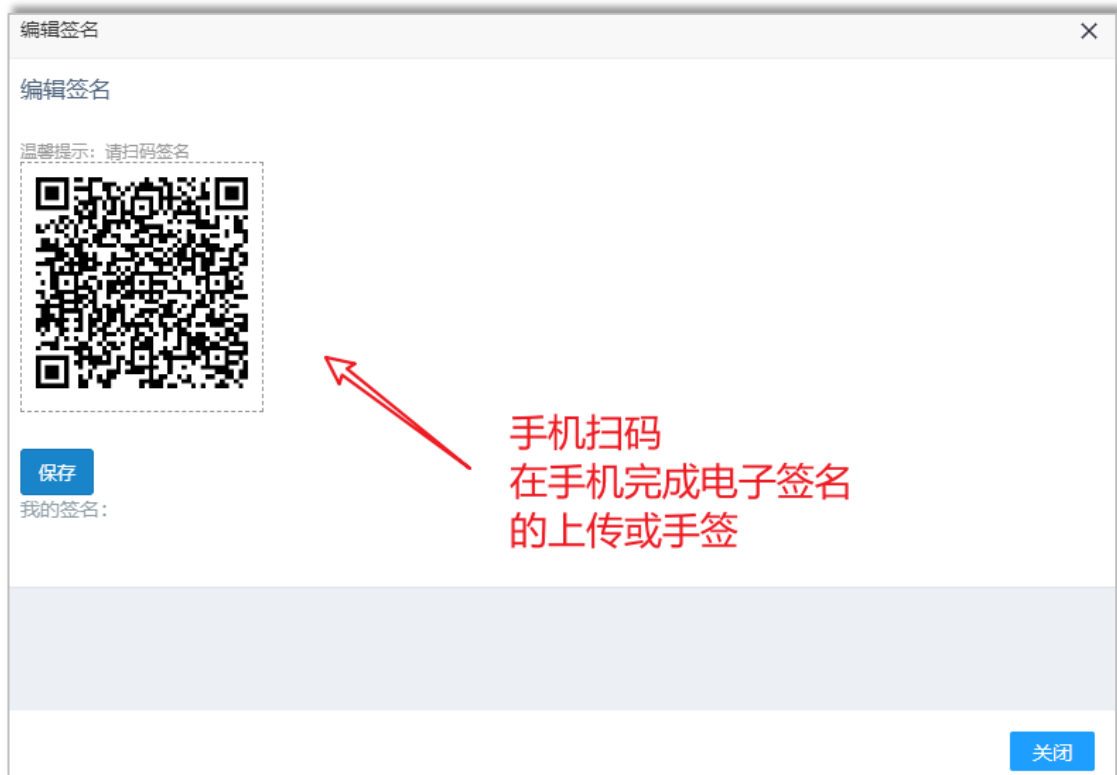 编辑签名
编辑签名
温馨提示：请扫码签名
手机扫码
在手机完成电子签名
的上传或手签
保存
我的签名：
关闭